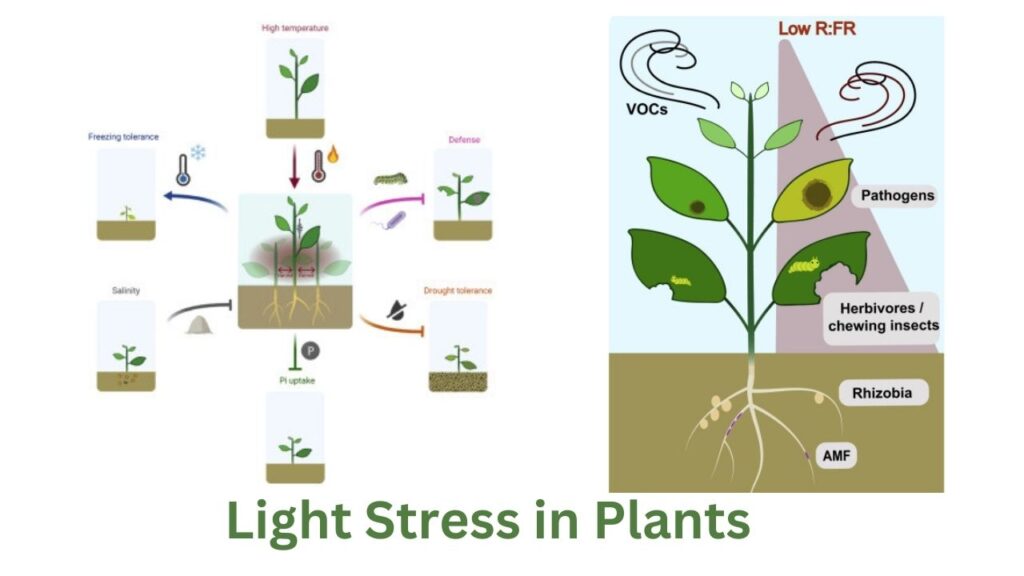 High temperature
Freezing tolerance
Defense
Salinity
Drought tolerance
P
Pi uptake
Low R:FR
VOCs
Pathogens
Herbivores /
chewing insects
Rhizobia
AMF
Light Stress in Plants